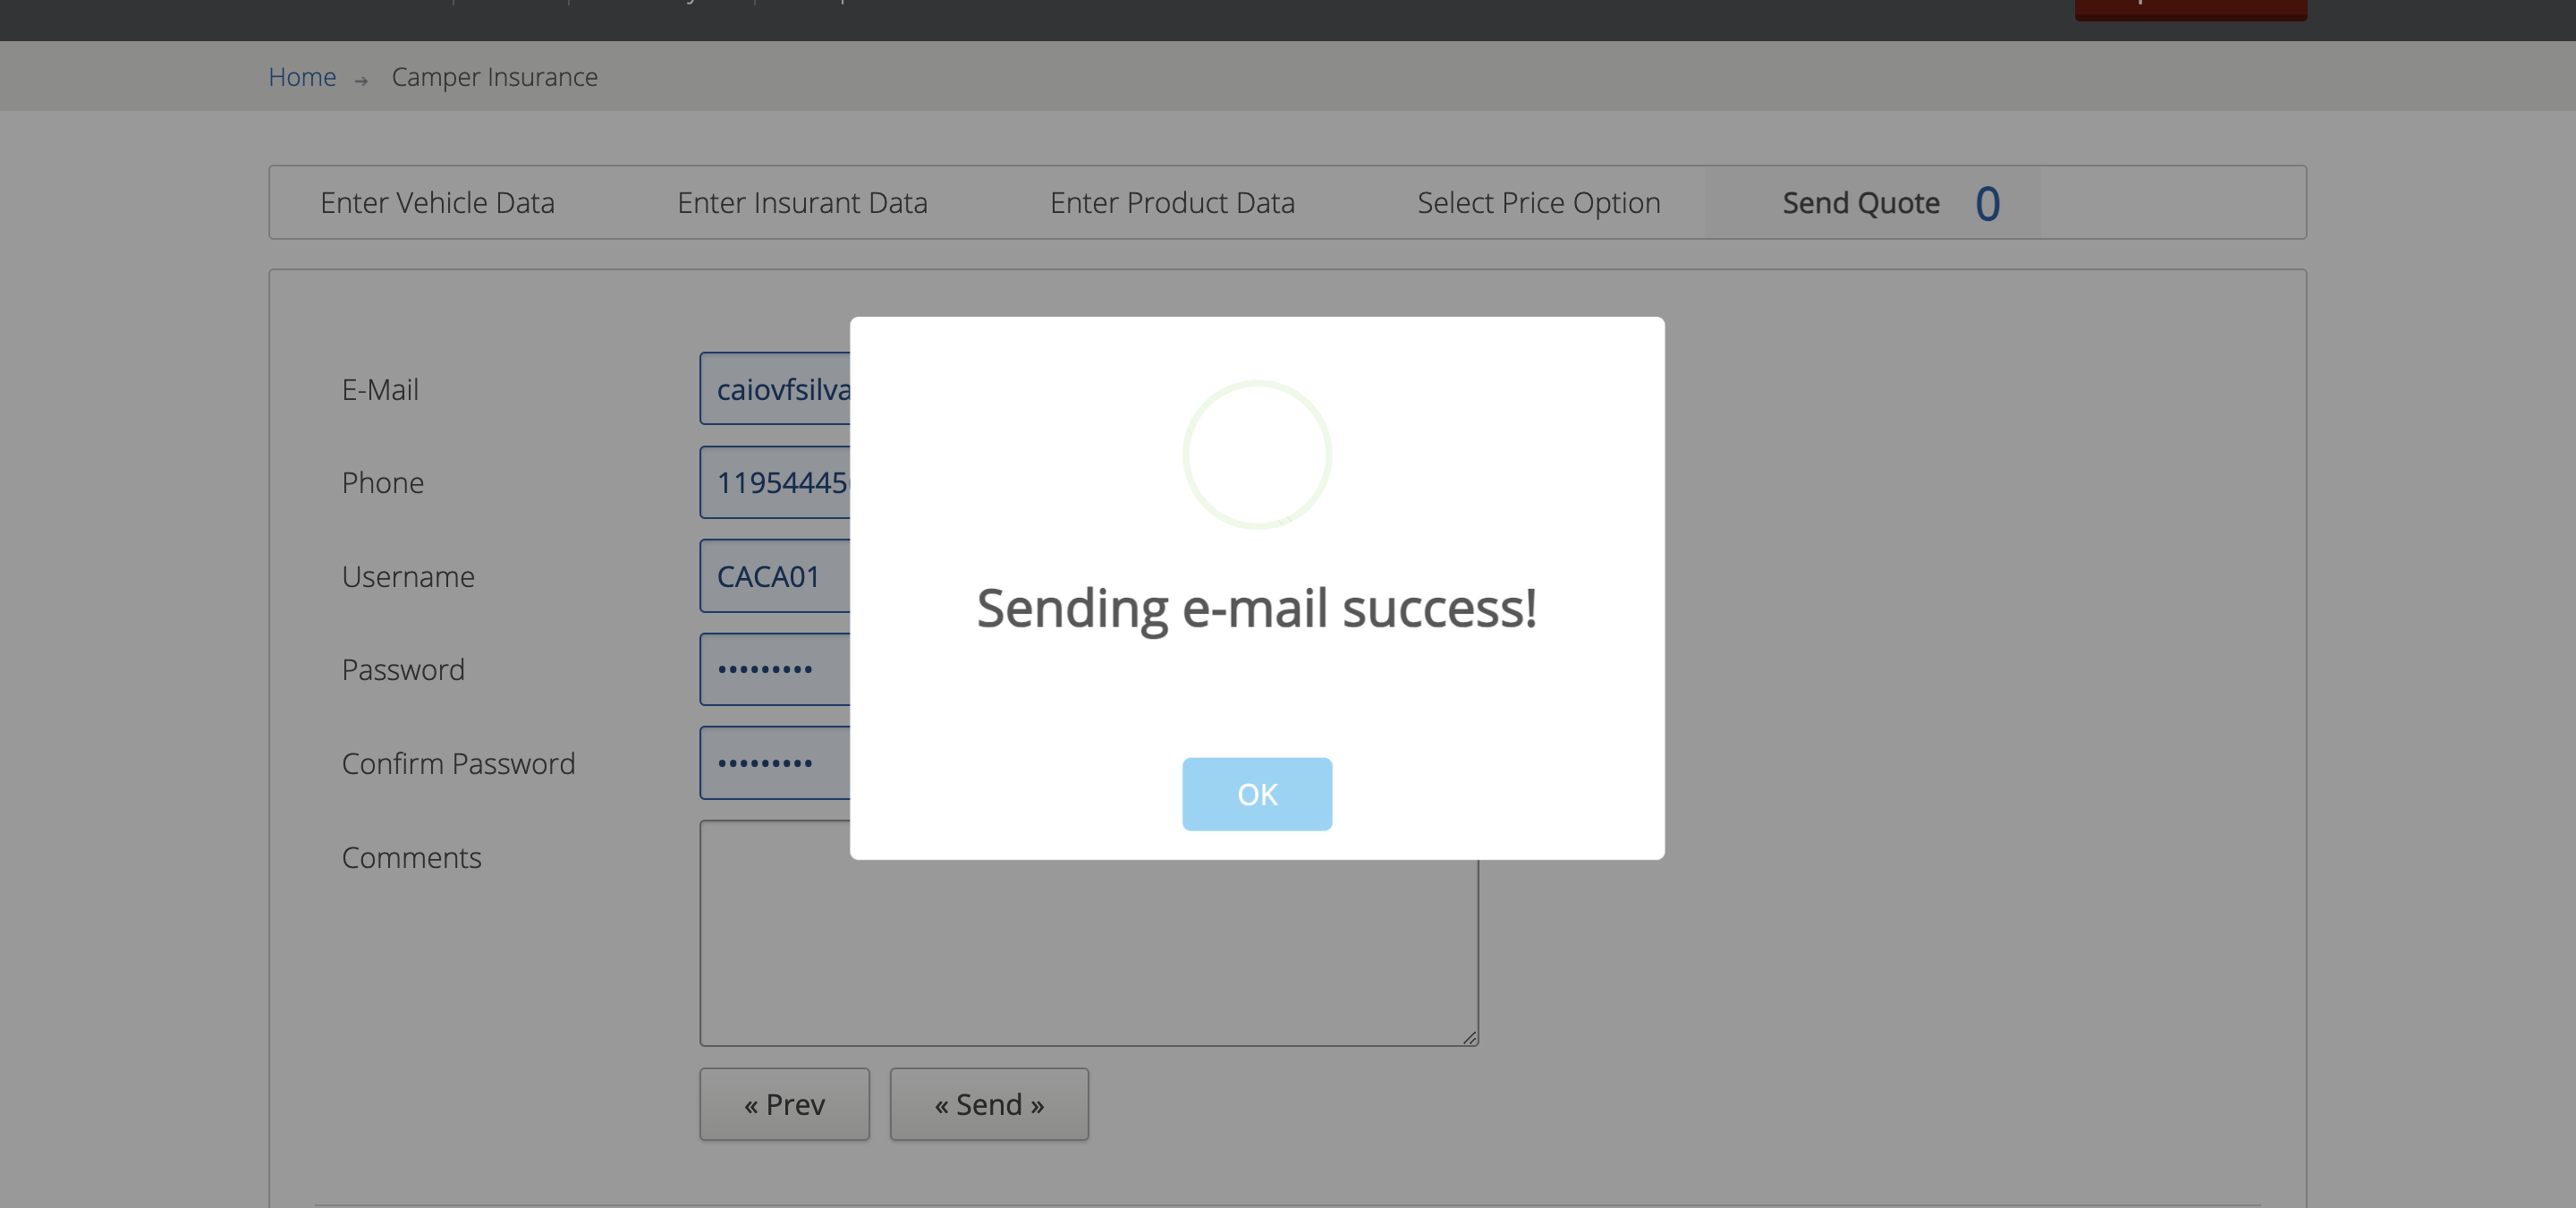 Home → Camper Insurance
Enter Vehicle Data
Enter Insurant Data
Enter Product Data
Select Price Option
Send Quote 0
E-Mail
caiovfsilva
Phone
119544445
Username
CACA01
Password
•••••••••
Confirm Password
•••••••••
Comments
Sending e-mail success!
OK
« Prev
« Send »